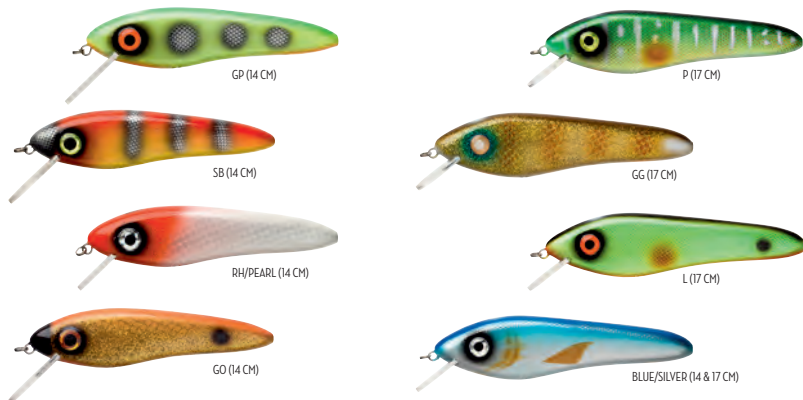 GP (14 CM)
P (17 CM)
SB (14 CM)
GG (17 CM)
RH/PEARL (14 CM)
L (17 CM)
GO (14 CM)
BLUE/SILVER (14 & 17 CM)